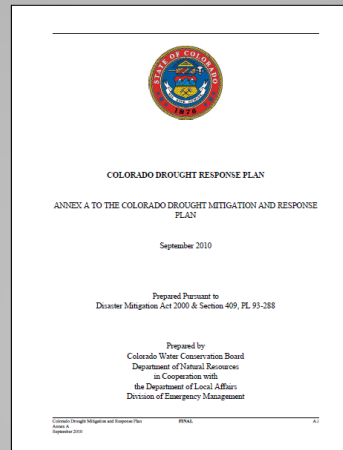 STATE OF COLORADO
1876
COLORADO DROUGHT RESPONSE PLAN
ANNEX A TO THE COLORADO DROUGHT MITIGATION AND RESPONSE
PLAN
September 2010
Prepared Pursuant to
Disaster Mitigation Act 2000 & Section 409, PL 93-288
Prepared by
Colorado Water Conservation Board
Department of Natural Resources
in Cooperation with
the Department of Local Affairs
Division of Emergency Management
Colorado Drought Mitigation and Response Plan FINAL A.1
Annex A
September 2010